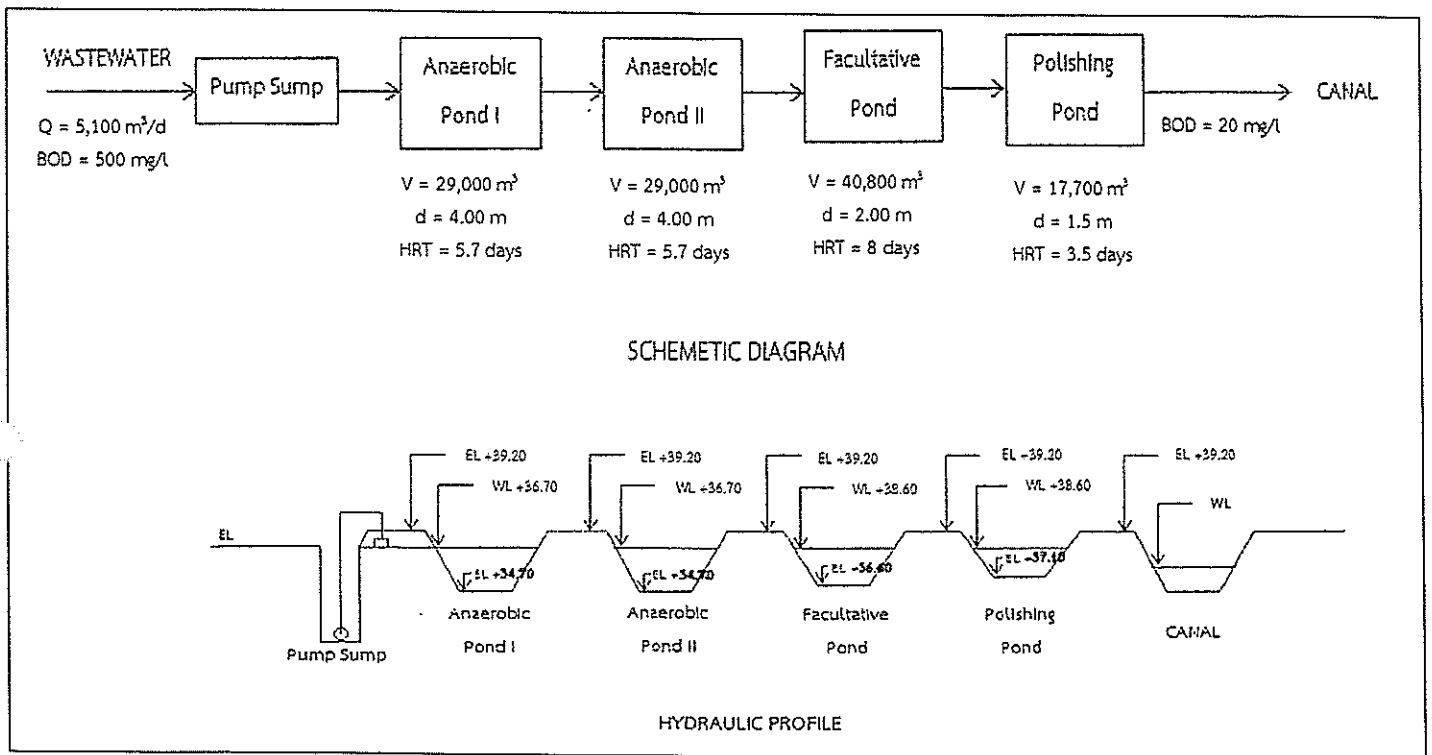 WASTEWATER
Q = 5,100 m³/d
BOD = 500 mg/l
Pump Sump
Anaerobic
Pond I
V = 29,000 m³
d = 4.00 m
HRT = 5.7 days
Anaerobic
Pond II
V = 29,000 m³
d = 4.00 m
HRT = 5.7 days
Facultative
Pond
V = 40,800 m³
d = 2.00 m
HRT = 8 days
Polishing
Pond
V = 17,700 m³
d = 1.5 m
HRT = 3.5 days
BOD = 20 mg/l
CANAL
SCHEMETIC DIAGRAM
EL +39.20
EL +39.20
EL +39.20
EL +39.20
EL +39.20
WL +36.70
WL +36.70
WL +38.60
WL +38.60
WL
EL
EL +34.70
EL +34.70
EL +36.60
EL +37.10
Pump Sump
Anaerobic
Pond I
Anaerobic
Pond II
Facultative
Pond
Polishing
Pond
CANAL
HYDRAULIC PROFILE